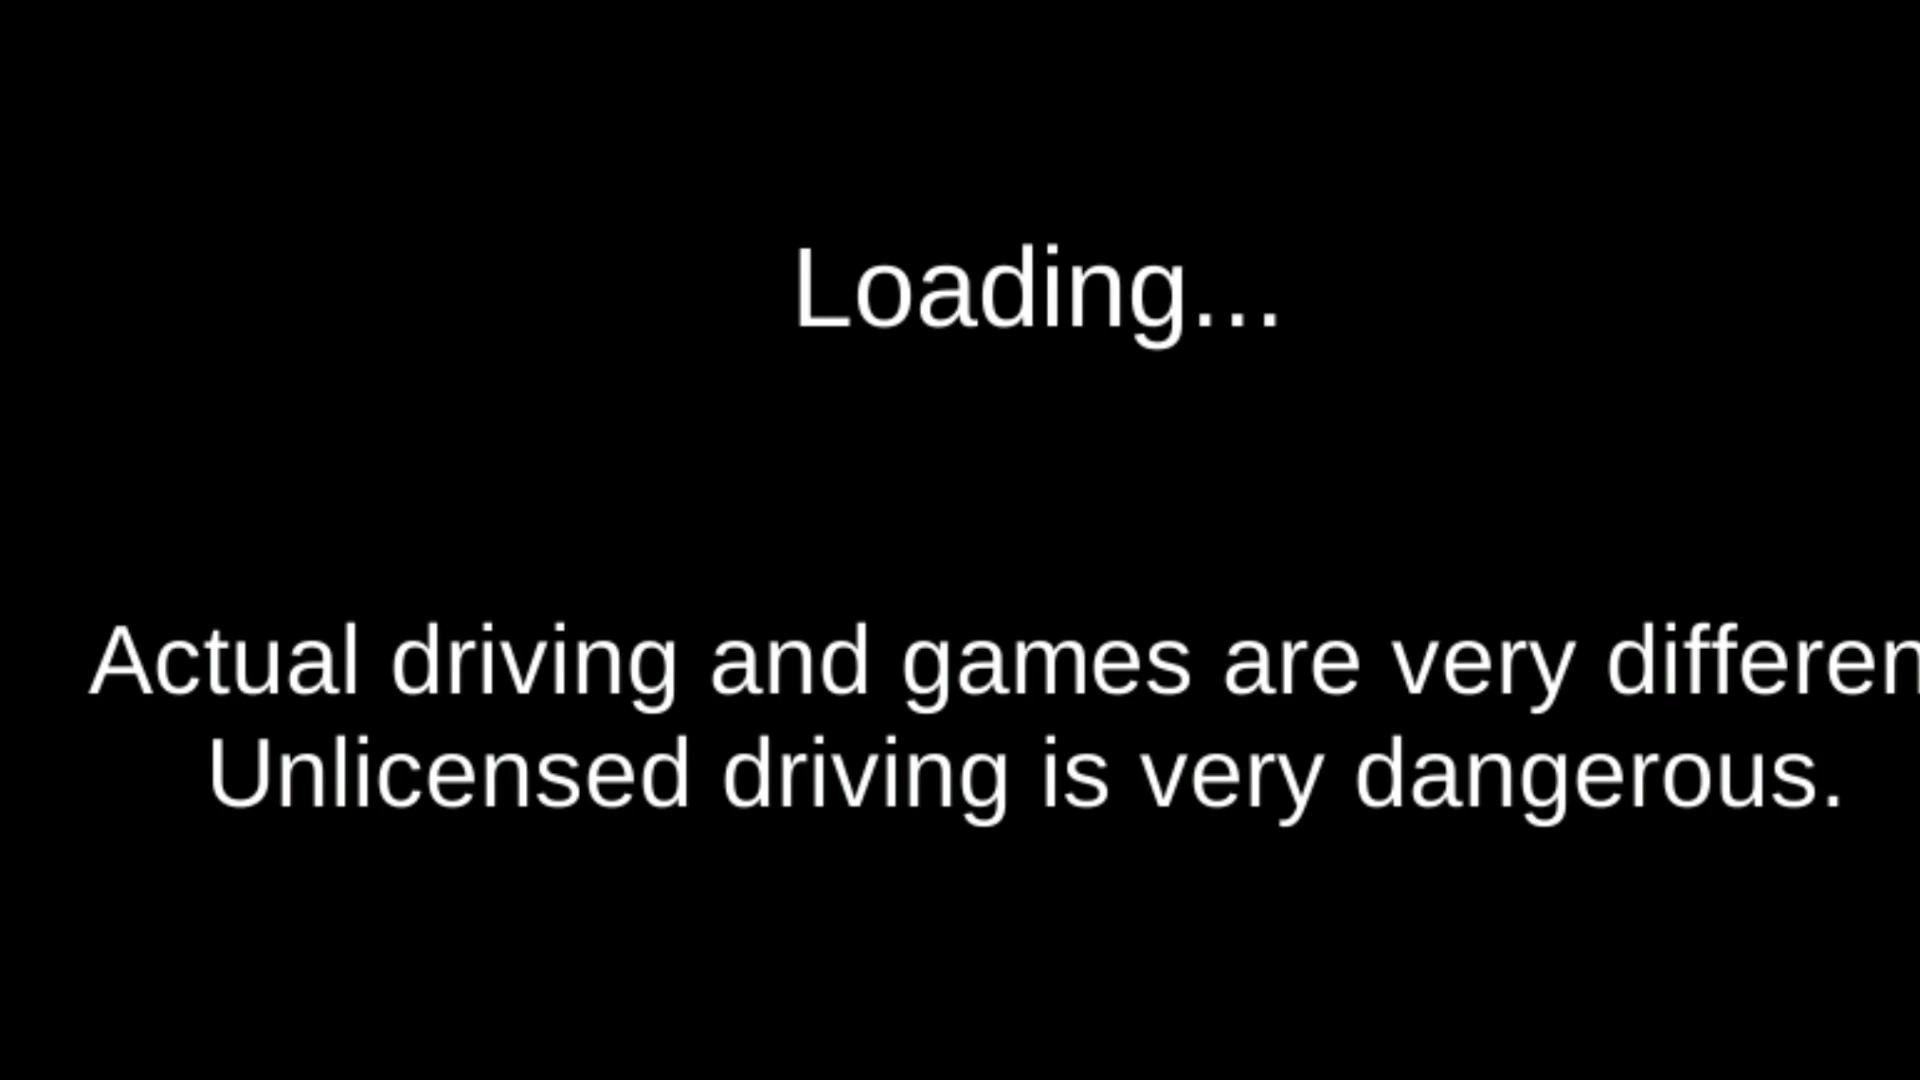 Loading...
Actual driving and games are very differen
Unlicensed driving is very dangerous.